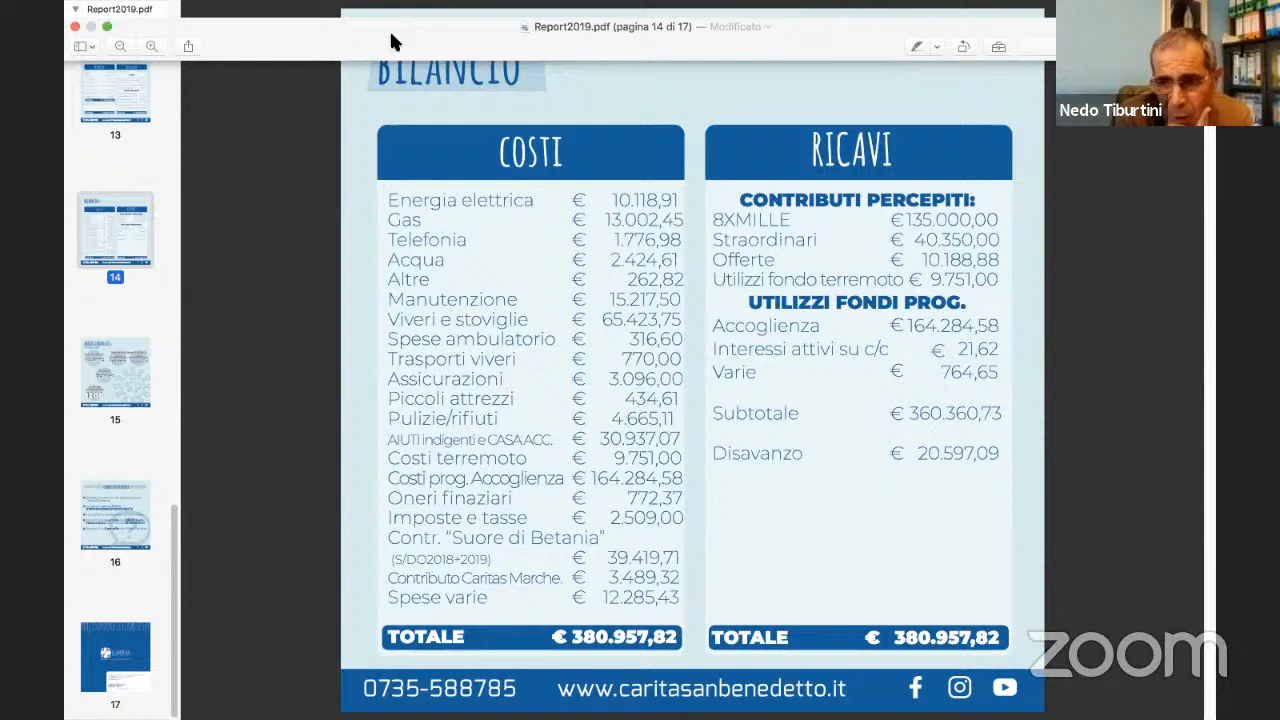 Report2019.pdf
Report2019.pdf (pagina 14 di 17) — Modificato
13
14
15
16
17
BILANCIO
COSTI
Energia elettrica € 10.118,91
Gas € 13.002,45
Telefonia € 1.776,98
Acqua € 2.424,61
Altre € 262,82
Manutenzione € 15.217,50
Viveri e stoviglie € 65.423,75
Spese ambulatorio € 316,60
Trasporti viveri € 770,00
Assicurazioni € 3.096,00
Piccoli attrezzi € 434,61
Pulizie/rifiuti € 4.665,11
AIUTI indigenti e CASA ACC. € 30.937,07
Costi terremoto € 9.751,00
Costi prog. Accoglienza € 164.284,58
Oneri finaziari € 772,37
Imposte e tasse € 2.509,00
Contr. "Suore di Betania"
(S/DO2018+2019) € 39.419,71
Contributo Caritas Marche. € 3.489,32
Spese varie € 12.285,43
TOTALE € 380.957,82
RICAVI
CONTRIBUTI PERCEPITI:
8XMILLE € 135.000,00
Straordinari € 40.350,00
Offerte € 10.188,88
Utilizzi fondo terremoto € 9.751,00
UTILIZZI FONDI PROG.
Accoglienza € 164.284,58
Interessi attivi su c/c € 21,62
Varie € 764,65
Subtotale € 360.360,73
Disavanzo € 20.597,09
TOTALE € 380.957,82
0735-588785 www.caritasanbenedetto.it
Nedo Tiburtini
zoom